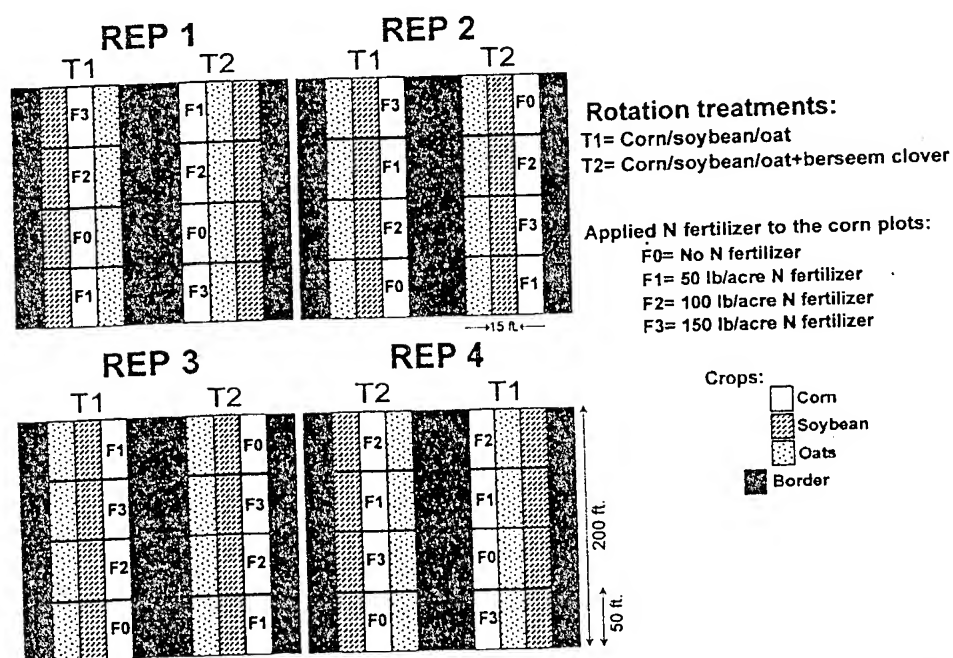 REP 1
T1 T2
F3 F1
F2 F2
F0 F0
F1 F3
REP 2
T1 T2
F3 F0
F1 F2
F2 F3
F0 F1
15 ft.
REP 3
T1 T2
F1 F0
F3 F3
F2 F2
F0 F1
REP 4
T2 T1
F2 F2
F1 F1
F3 F0
F0 F3
200 ft.
50 ft.
Rotation treatments:
T1= Corn/soybean/oat
T2= Corn/soybean/oat+berseem clover
Applied N fertilizer to the corn plots:
F0= No N fertilizer
F1= 50 lb/acre N fertilizer
F2= 100 lb/acre N fertilizer
F3= 150 lb/acre N fertilizer
Crops:
Corn
Soybean
Oats
Border